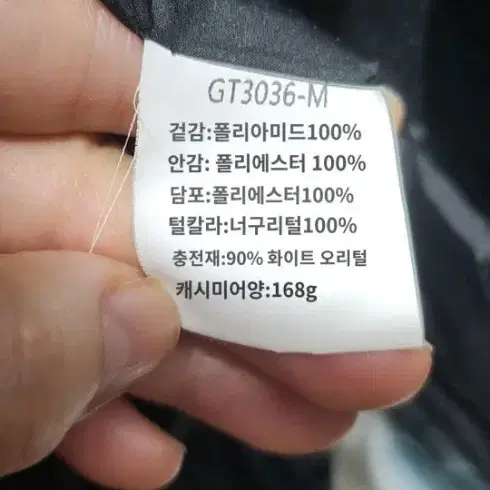 GT3036-M
겉감:폴리아미드100%
안감: 폴리에스터 100%
담포:폴리에스터100%
털칼라:너구리털100%
충전재:90% 화이트 오리털
캐시미어양:168g